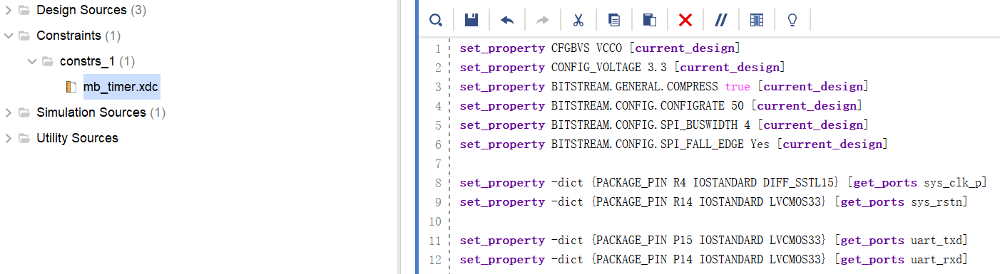 Design Sources (3)
Constraints (1)
constrs_1 (1)
mb_timer.xdc
Simulation Sources (1)
Utility Sources
1 set_property CFGBVS VCCO [current_design]
2 set_property CONFIG_VOLTAGE 3.3 [current_design]
3 set_property BITSTREAM.GENERAL.COMPRESS true [current_design]
4 set_property BITSTREAM.CONFIG.CONFIGRATE 50 [current_design]
5 set_property BITSTREAM.CONFIG.SPI_BUSWIDTH 4 [current_design]
6 set_property BITSTREAM.CONFIG.SPI_FALL_EDGE Yes [current_design]
7
8 set_property -dict {PACKAGE_PIN R4 IOSTANDARD DIFF_SSTL15} [get_ports sys_clk_p]
9 set_property -dict {PACKAGE_PIN R14 IOSTANDARD LVCMOS33} [get_ports sys_rstn]
10
11 set_property -dict {PACKAGE_PIN P15 IOSTANDARD LVCMOS33} [get_ports uart_txd]
12 set_property -dict {PACKAGE_PIN P14 IOSTANDARD LVCMOS33} [get_ports uart_rxd]